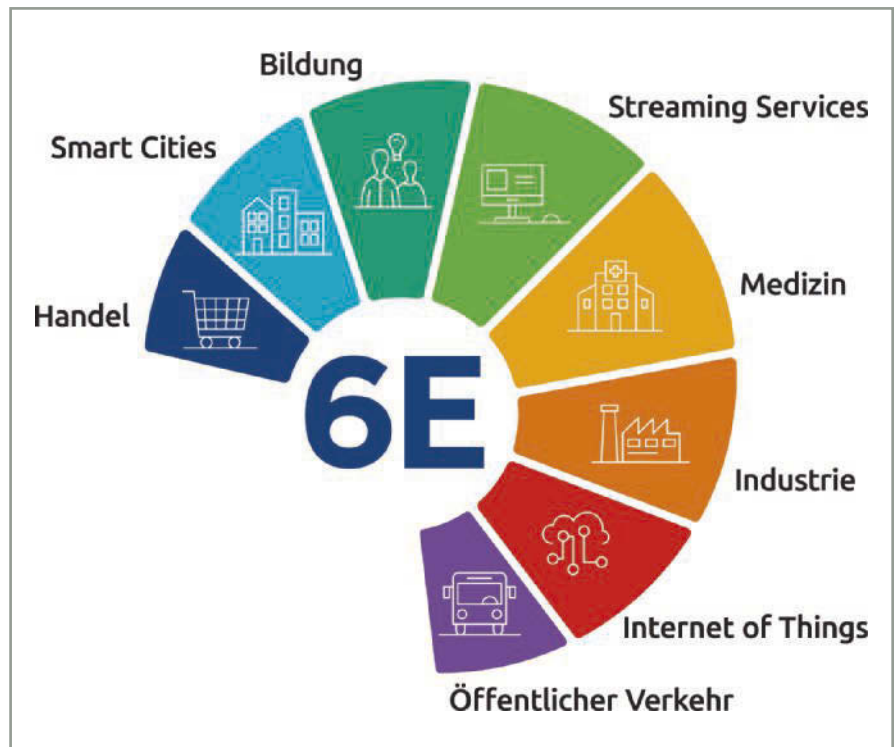 Bildung
Streaming Services
Smart Cities
Medizin
Handel
6E
Industrie
Internet of Things
Öffentlicher Verkehr